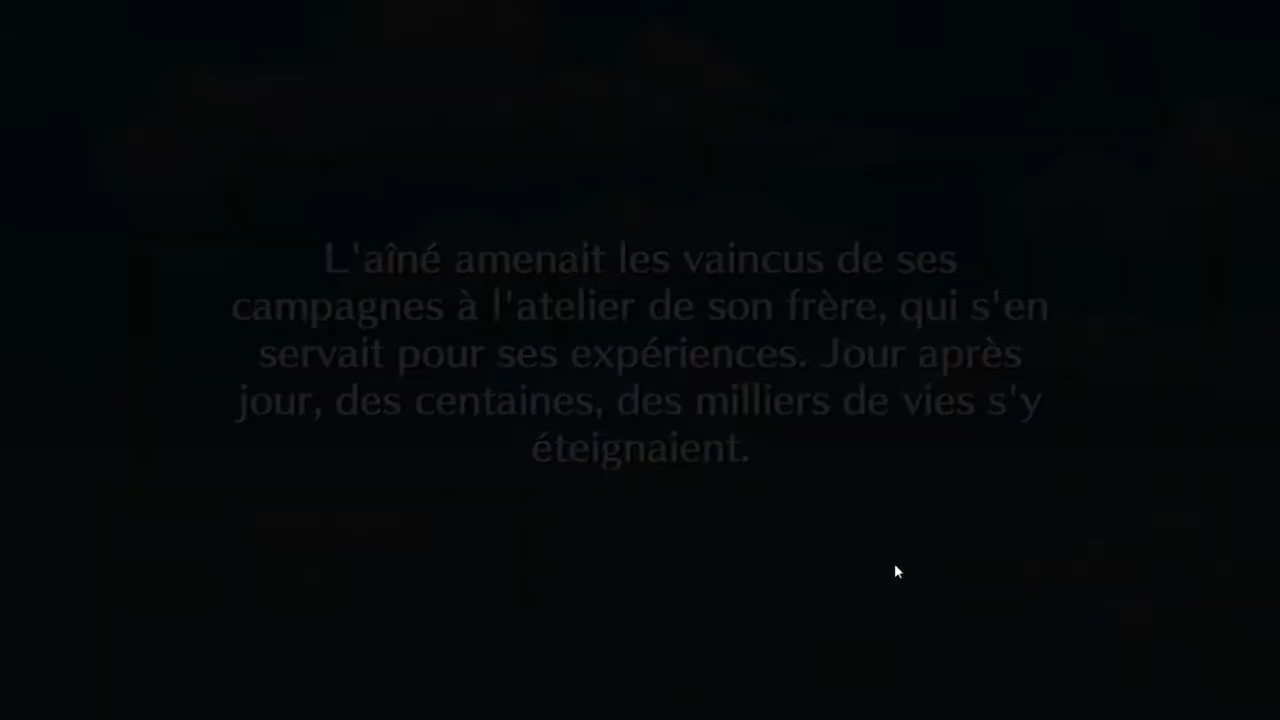 L'aîné amenait les vaincus de ses
campagnes à l'atelier de son frère, qui s'en
servait pour ses expériences. Jour après
jour, des centaines, des milliers de vies s'y
éteignaient.